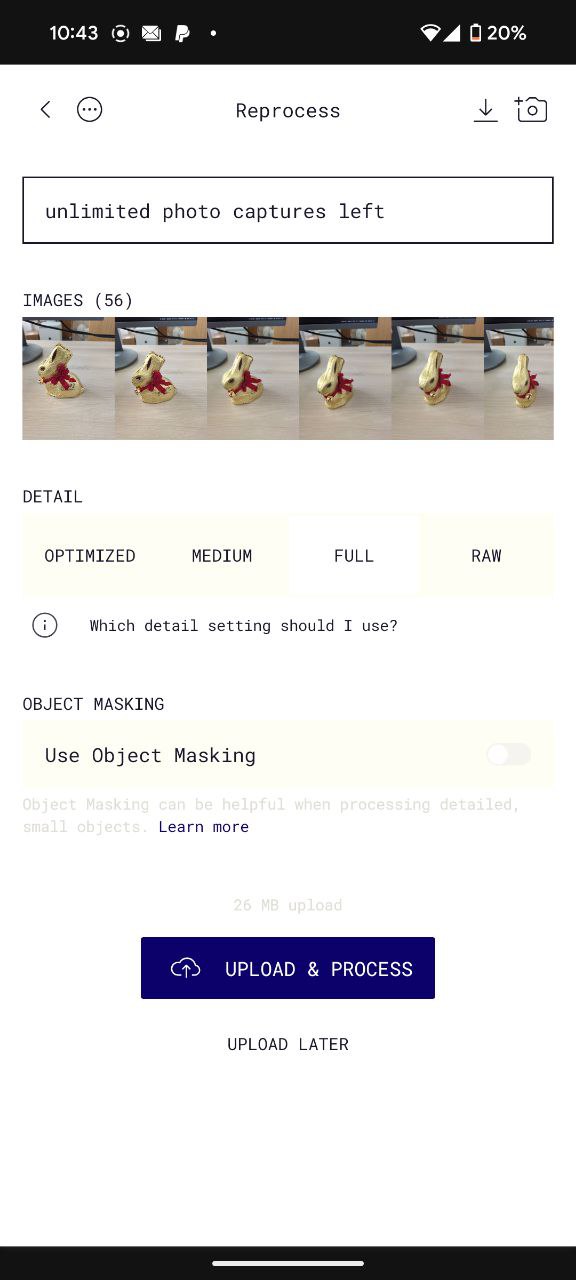 10:43
20%
Reprocess
unlimited photo captures left
IMAGES (56)
DETAIL
OPTIMIZED MEDIUM FULL RAW
Which detail setting should I use?
OBJECT MASKING
Use Object Masking
Object Masking can be helpful when processing detailed,
small objects. Learn more
26 MB upload
UPLOAD & PROCESS
UPLOAD LATER